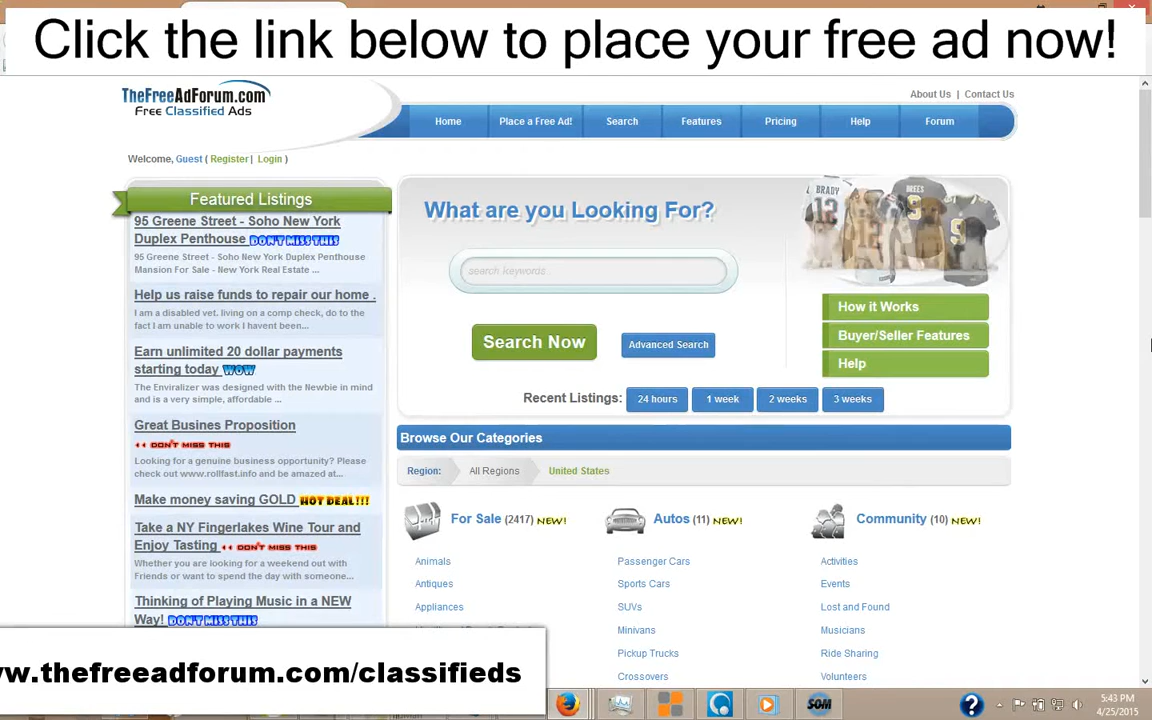 Click the link below to place your free ad now!
TheFreeAdForum.com
Free Classified Ads
About Us | Contact Us
Home Place a Free Ad! Search Features Pricing Help Forum
Welcome, Guest ( Register | Login )
Featured Listings
95 Greene Street - Soho New York
Duplex Penthouse DON'T MISS THIS
95 Greene Street - Soho New York Duplex Penthouse
Mansion For Sale - New York Real Estate ...
Help us raise funds to repair our home .
I am a disabled vet. living on a comp check, do to the
fact I am unable to work I havent been...
Earn unlimited 20 dollar payments
starting today WOW
The Enviralizer was designed with the Newbie in mind
and is a very simple, affordable ...
Great Busines Proposition
DON'T MISS THIS
Looking for a genuine business opportunity? Please
check out www.rollfast.info and be amazed at...
Make money saving GOLD HOT DEAL!!!
Take a NY Fingerlakes Wine Tour and
Enjoy Tasting DON'T MISS THIS
Whether you are looking for a weekend out with
Friends or want to spend the day with someone...
Thinking of Playing Music in a NEW
Way! DON'T MISS THIS
What are you Looking For?
search keywords...
Search Now Advanced Search
BRADY
12
BREES
9
9
How it Works
Buyer/Seller Features
Help
Recent Listings: 24 hours 1 week 2 weeks 3 weeks
Browse Our Categories
Region: All Regions United States
For Sale (2417) NEW!
Animals
Antiques
Appliances
Autos (11) NEW!
Passenger Cars
Sports Cars
SUVs
Minivans
Pickup Trucks
Crossovers
Community (10) NEW!
Activities
Events
Lost and Found
Musicians
Ride Sharing
Volunteers
w.thefreeadforum.com/classifieds
SOM
?
5:43 PM
4/25/2015